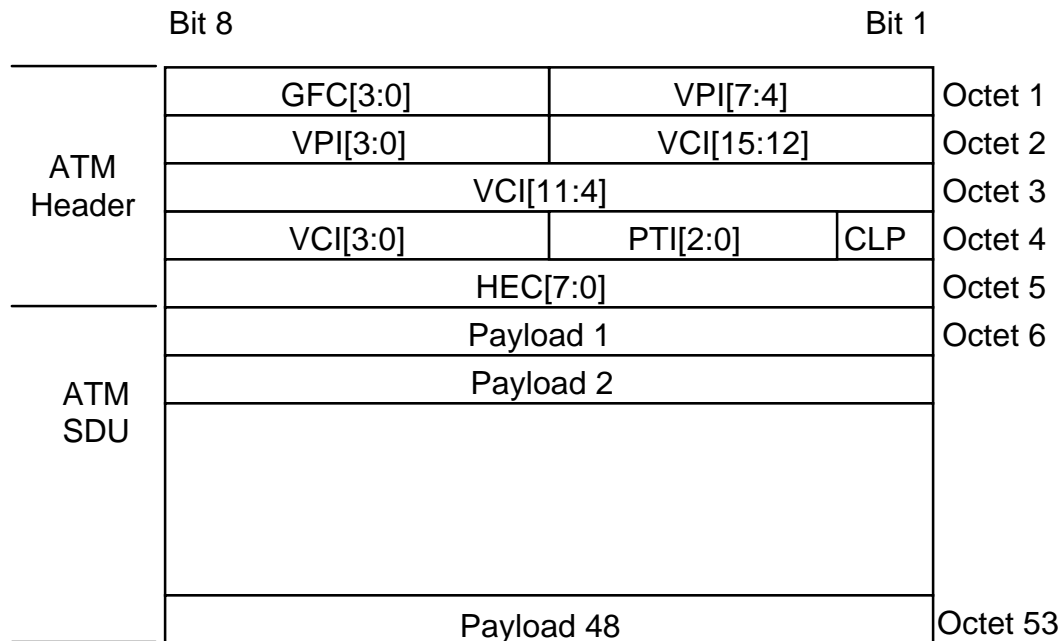 Bit 8 Bit 1
GFC[3:0] VPI[7:4] Octet 1
VPI[3:0] VCI[15:12] Octet 2
ATM
Header
VCI[11:4] Octet 3
VCI[3:0] PTI[2:0] CLP Octet 4
HEC[7:0] Octet 5
Payload 1 Octet 6
Payload 2
ATM
SDU
Payload 48 Octet 53